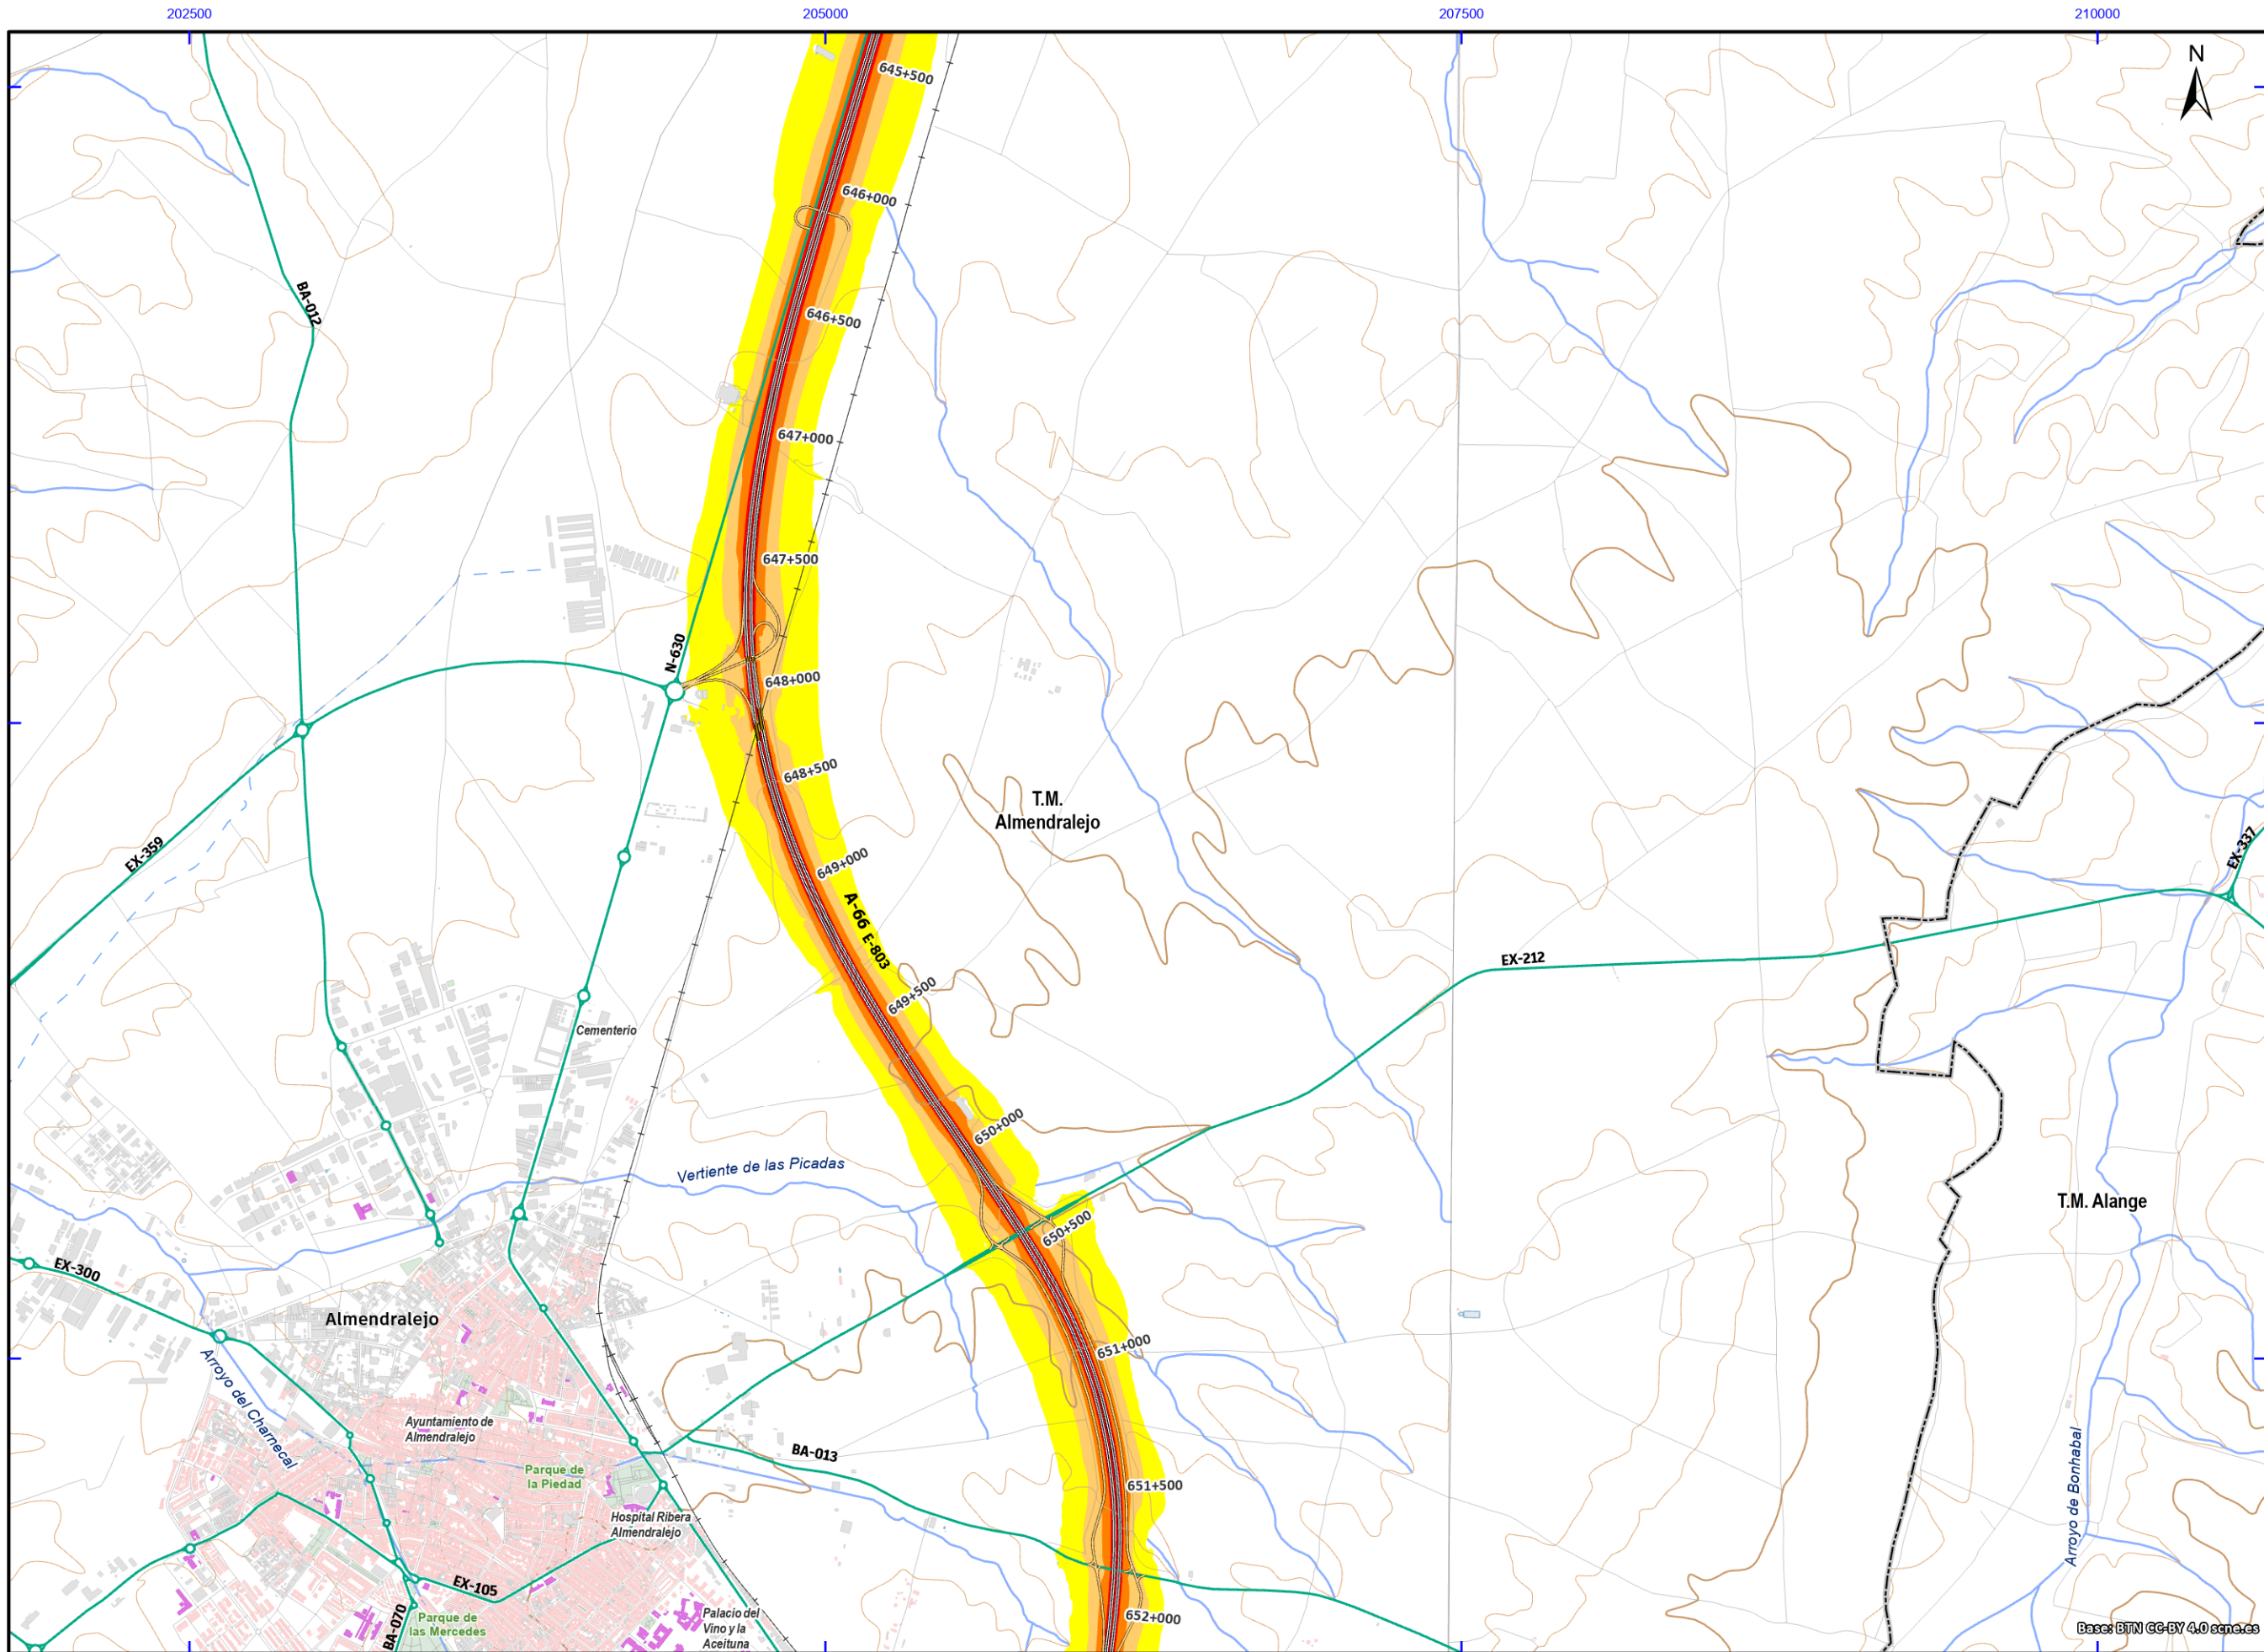 202500
205000
207500
210000
N
645+500
646+000
BA-012
646+500
647+000
647+500
N-630
648+000
648+500
T.M.
Almendralejo
EX-359
649+000
EX-337
A-66 E-803
EX-212
649+500
Cementerio
650+000
Vertiente de las Picadas
T.M. Alange
650+500
EX-300
Almendralejo
651+000
Arroyo del Charnecal
Ayuntamiento de
Almendralejo
BA-013
Parque de
la Piedad
651+500
Arroyo de Bonhabal
Hospital Ribera
Almendralejo
EX-105
BA-070
Parque de
las Mercedes
Palacio del
Vino y la
Aceituna
652+000
Base: BTN CC-BY 4.0 scne.es